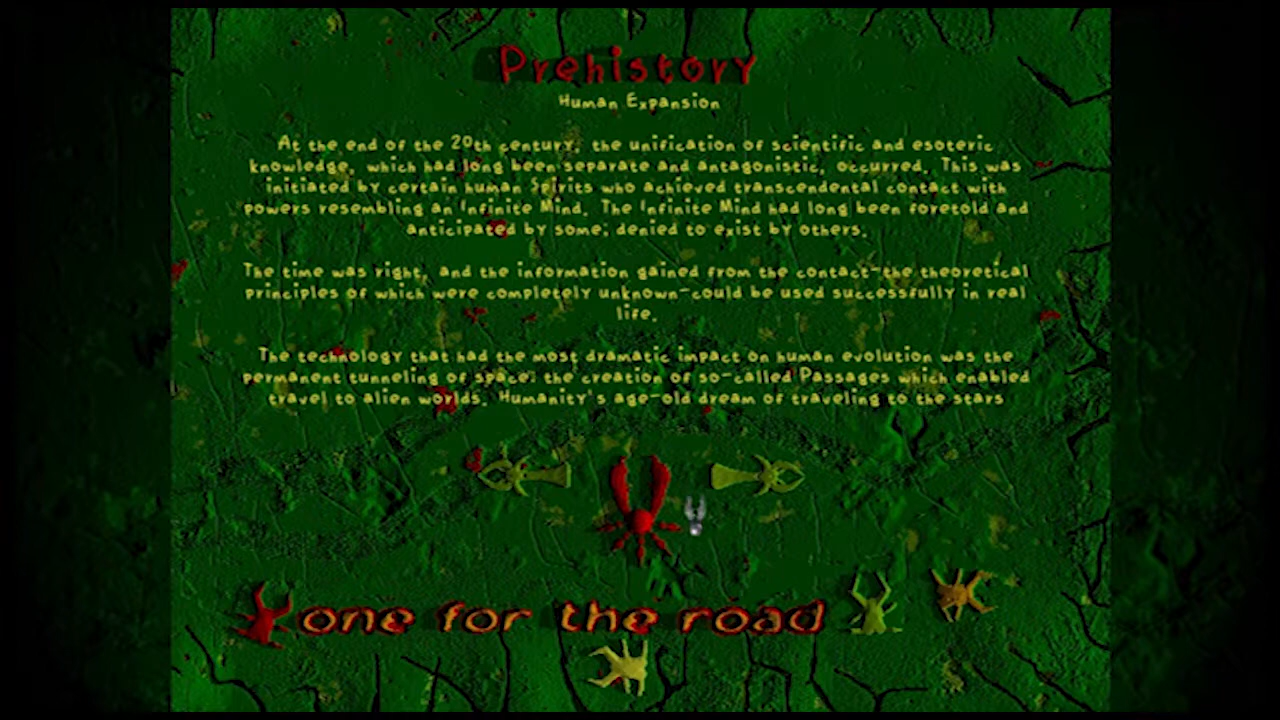 Prehistory
Human Expansion
At the end of the 20th century, the unification of scientific and esoteric
knowledge, which had long been separate and antagonistic, occurred. This was
initiated by certain human Spirits who achieved transcendental contact with
powers resembling an Infinite Mind. The Infinite Mind had long been foretold and
anticipated by some; denied to exist by others.
The time was right, and the information gained from the contact-the theoretical
principles of which were completely unknown-could be used successfully in real
life.
The technology that had the most dramatic impact on human evolution was the
permanent tunneling of space: the creation of so-called Passages which enabled
travel to alien worlds. Humanity's age-old dream of traveling to the stars
one for the road